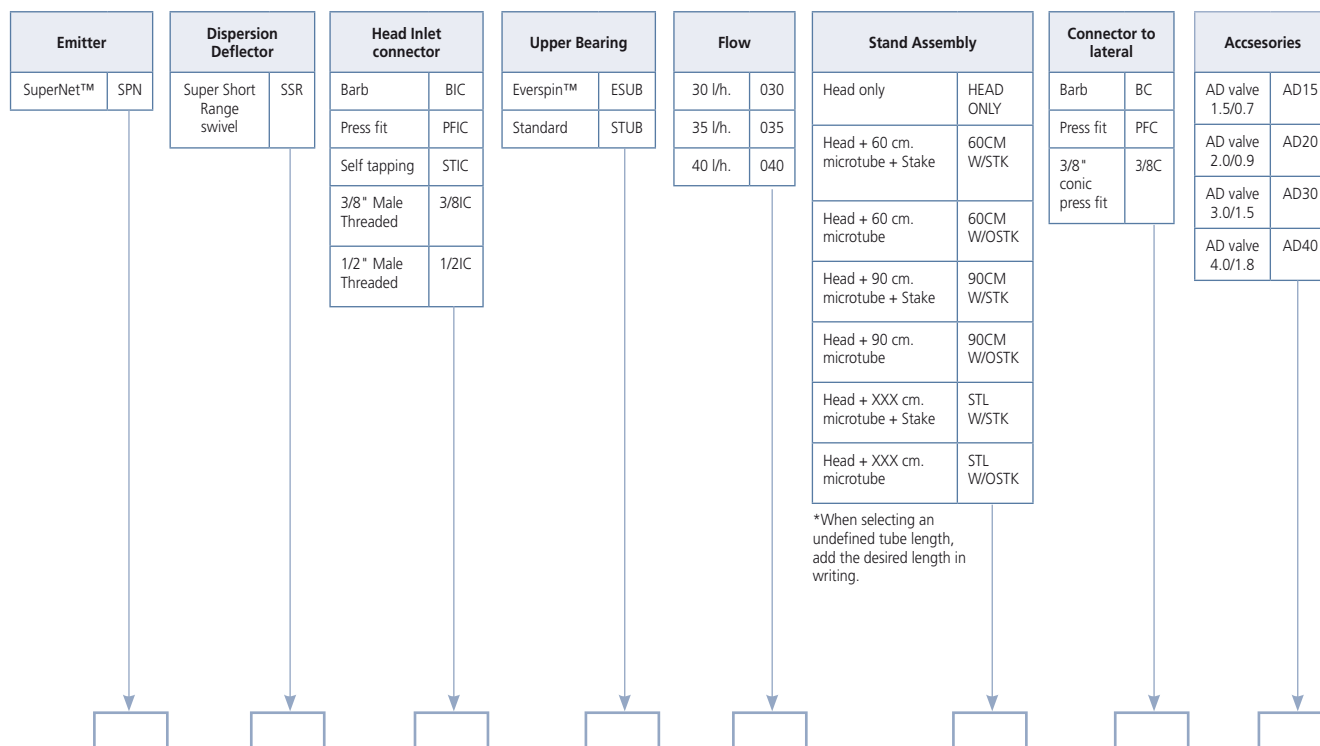 Emitter
SuperNet™ SPN
Dispersion
Deflector
Super Short
Range
swivel
SSR
Head Inlet
connector
Barb BIC
Press fit PFIC
Self tapping STIC
3/8" Male
Threaded
3/8IC
1/2" Male
Threaded
1/2IC
Upper Bearing
Everspin™ ESUB
Standard STUB
Flow
30 l/h. 030
35 l/h. 035
40 l/h. 040
Stand Assembly
Head only
HEAD
ONLY
Head + 60 cm.
microtube + Stake
60CM
W/STK
Head + 60 cm.
microtube
60CM
W/OSTK
Head + 90 cm.
microtube + Stake
90CM
W/STK
Head + 90 cm.
microtube
90CM
W/OSTK
Head + XXX cm.
microtube + Stake
STL
W/STK
Head + XXX cm.
microtube
STL
W/OSTK
*When selecting an
undefined tube length,
add the desired length in
writing.
Connector to
lateral
Barb BC
Press fit PFC
3/8"
conic
press fit
3/8C
Accsesories
AD valve
1.5/0.7
AD15
AD valve
2.0/0.9
AD20
AD valve
3.0/1.5
AD30
AD valve
4.0/1.8
AD40